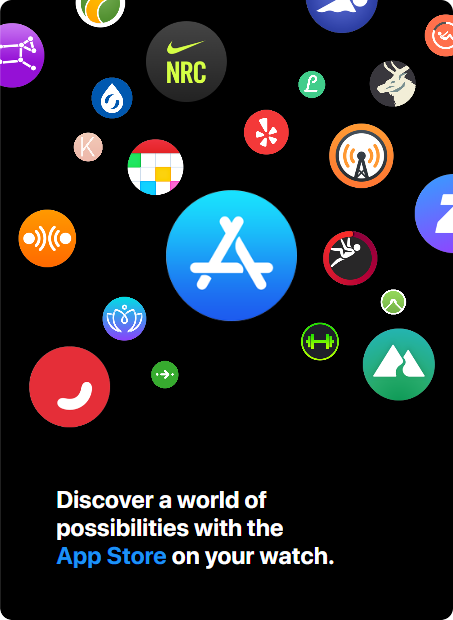 NRC
L
K
Z
Discover a world of
possibilities with the
App Store on your watch.